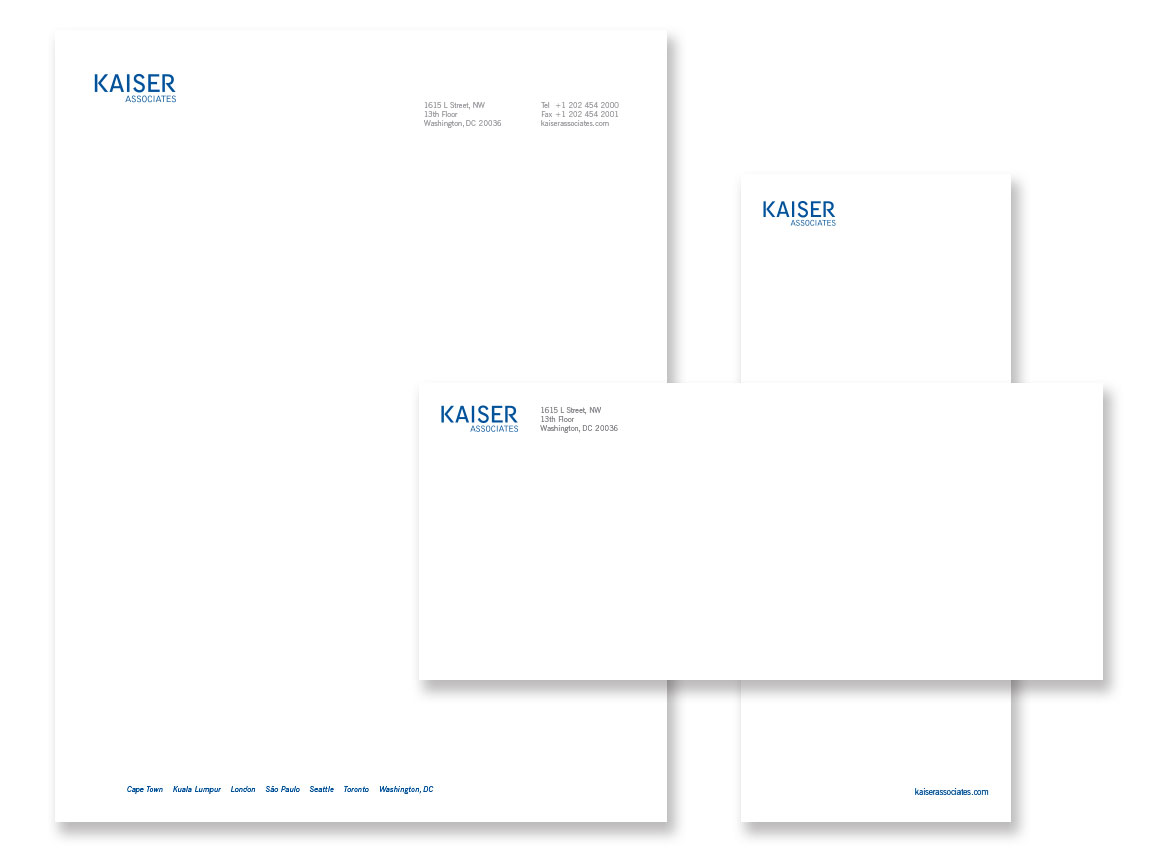 KAISER
ASSOCIATES
1615 L Street, NW
13th Floor
Washington, DC 20036
Tel +1 202 454 2000
Fax +1 202 454 2001
kaiserassociates.com
Cape Town Kuala Lumpur London São Paulo Seattle Toronto Washington, DC
KAISER
ASSOCIATES
1615 L Street, NW
13th Floor
Washington, DC 20036
KAISER
ASSOCIATES
kaiserassociates.com